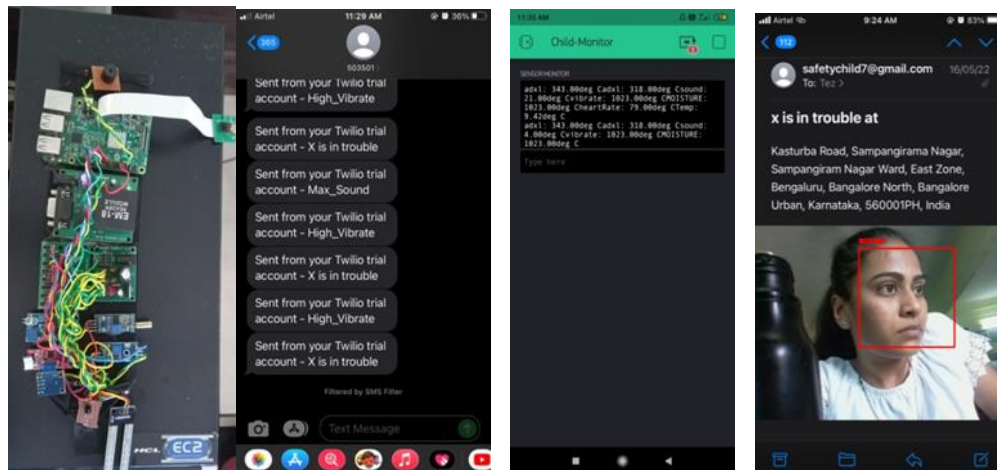 EM-18
READER
MODULE
HCL EC2
Airtel 11:29 AM 36%
365
503501 >
Sent from your Twilio trial
account - High_Vibrate
Sent from your Twilio trial
account - X is in trouble
Sent from your Twilio trial
account - Max_Sound
Sent from your Twilio trial
account - High_Vibrate
Sent from your Twilio trial
account - X is in trouble
Sent from your Twilio trial
account - High_Vibrate
Sent from your Twilio trial
account - X is in trouble
Filtered by SMS Filter
Text Message
11:35 AM
Child-Monitor
SENSOR MONITOR
adxl: 343.00deg Cadxl: 318.00deg Csound:
21.00deg Cvibrate: 1023.00deg CMOISTURE:
1023.00deg CheartRate: 79.00deg CTemp:
9.42deg C
adxl: 343.00deg Cadxl: 318.00deg Csound:
4.00deg Cvibrate: 1023.00deg CMOISTURE:
1023.00deg C
Type here
Airtel 9:24 AM 83%
112
safetychild7@gmail.com 16/05/22
To: Tez >
x is in trouble at
Kasturba Road, Sampangirama Nagar,
Sampangiram Nagar Ward, East Zone,
Bengaluru, Bangalore North, Bangalore
Urban, Karnataka, 560001PH, India